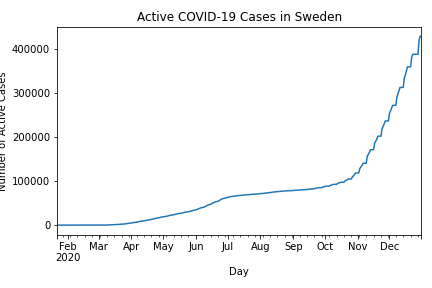 Active COVID-19 Cases in Sweden
Number of Active Cases
400000
300000
200000
100000
0
Feb Mar Apr May Jun Jul Aug Sep Oct Nov Dec
2020
Day